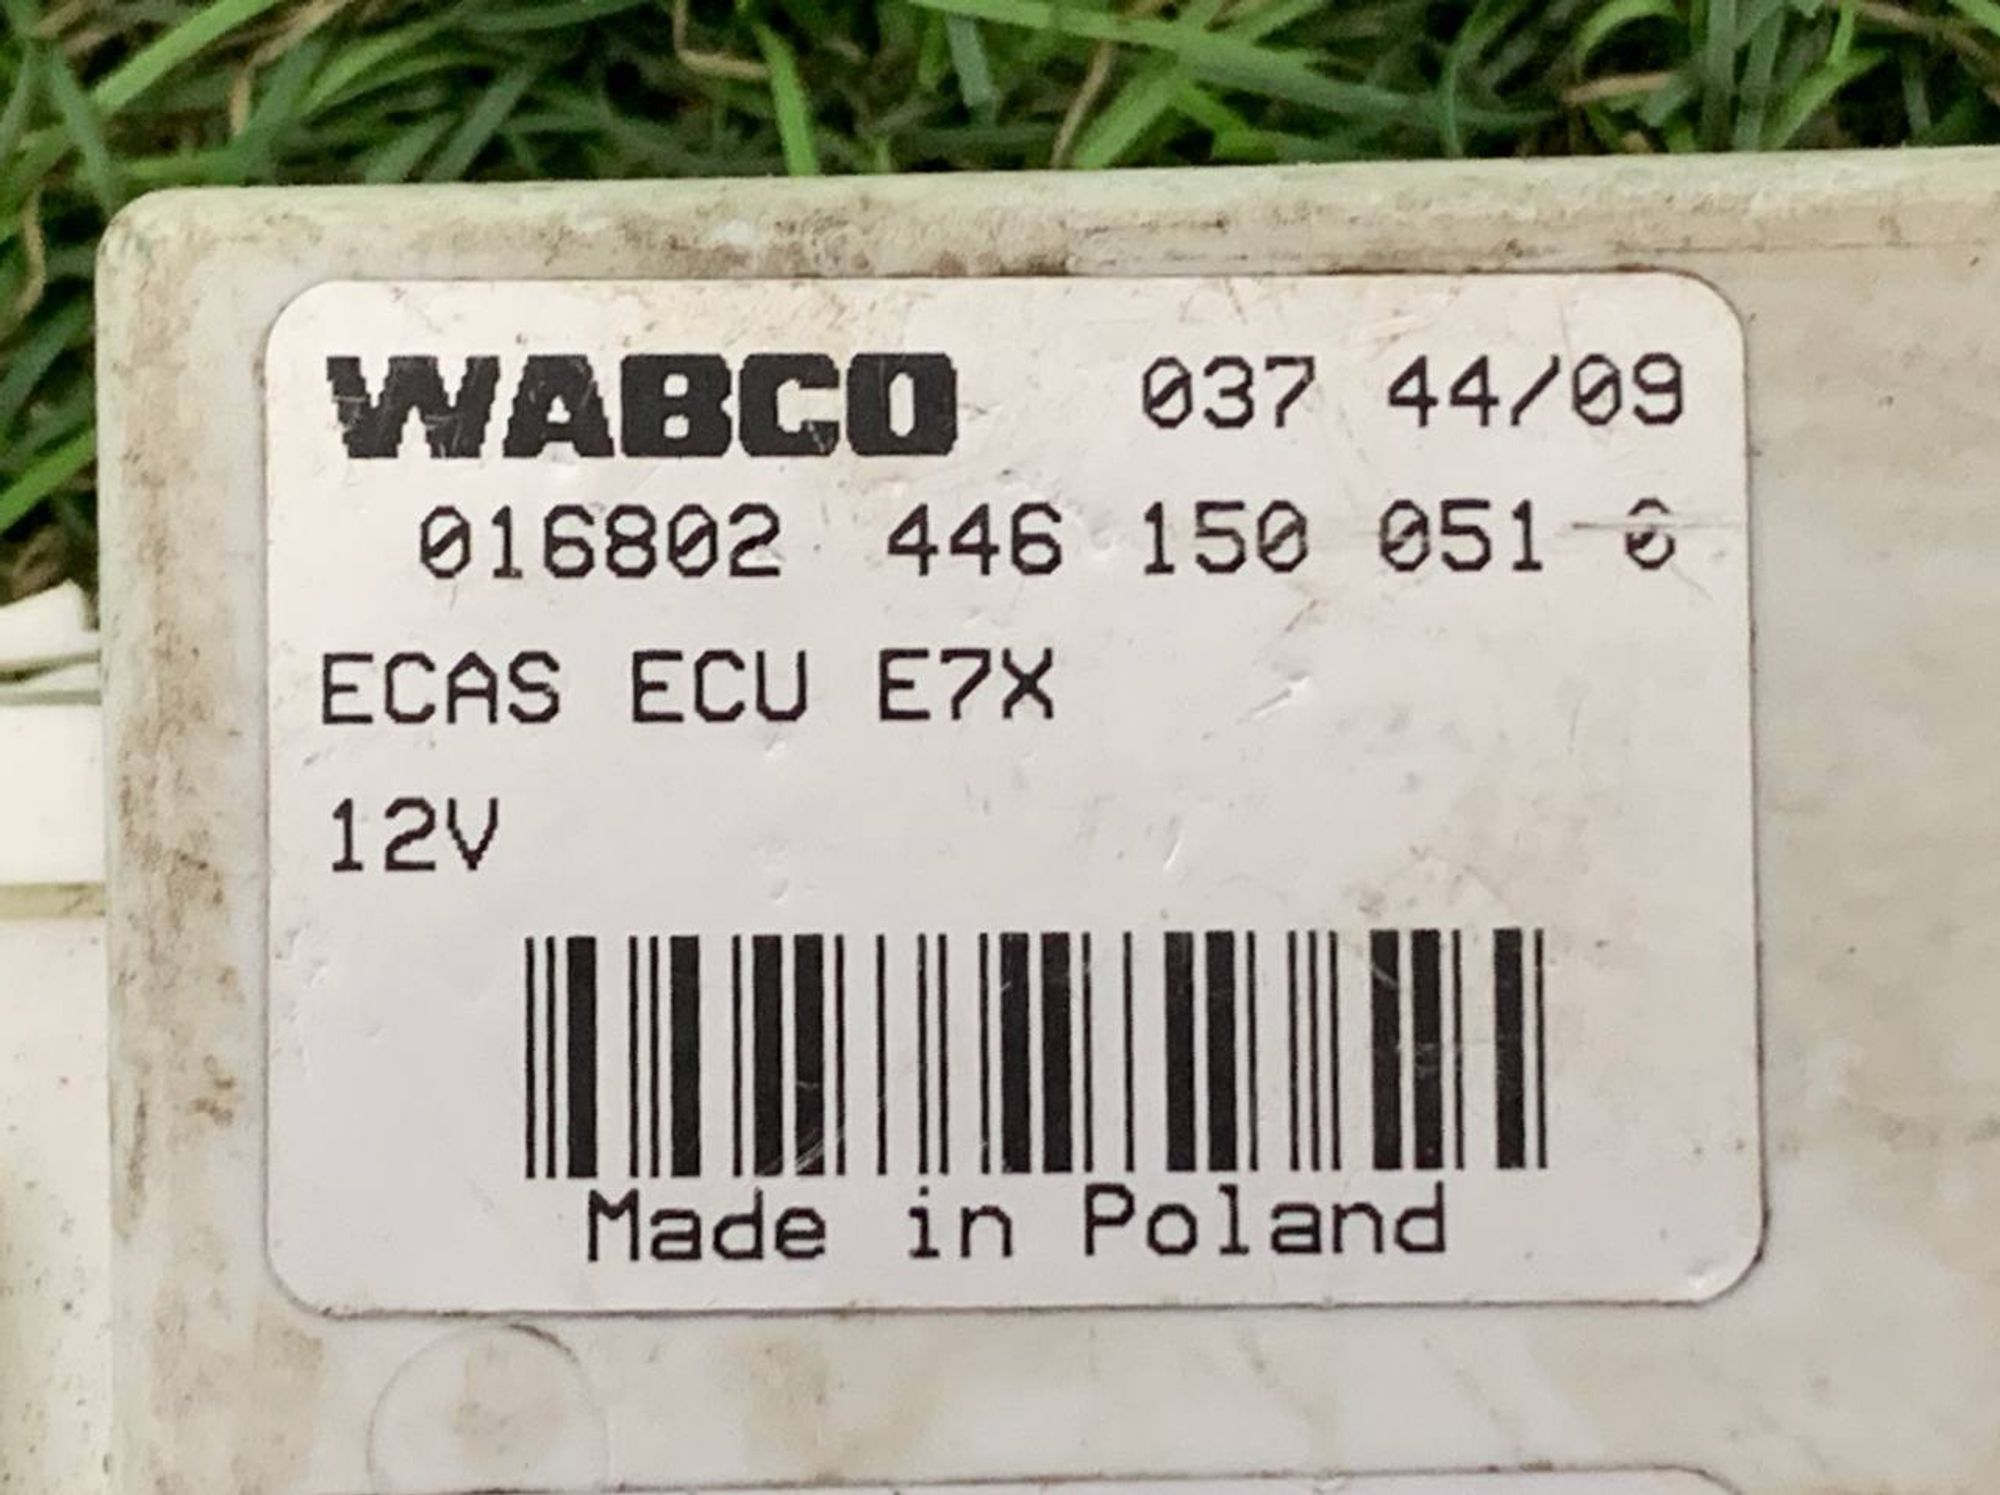 WABCO 037 44/09
016802 446 150 051 0
ECAS ECU E7X
12V
Made in Poland